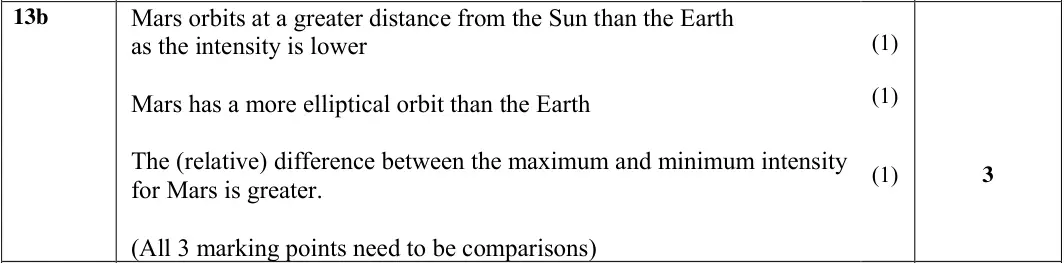 13b
Mars orbits at a greater distance from the Sun than the Earth
as the intensity is lower (1)
Mars has a more elliptical orbit than the Earth (1)
The (relative) difference between the maximum and minimum intensity
for Mars is greater. (1)
3
(All 3 marking points need to be comparisons)